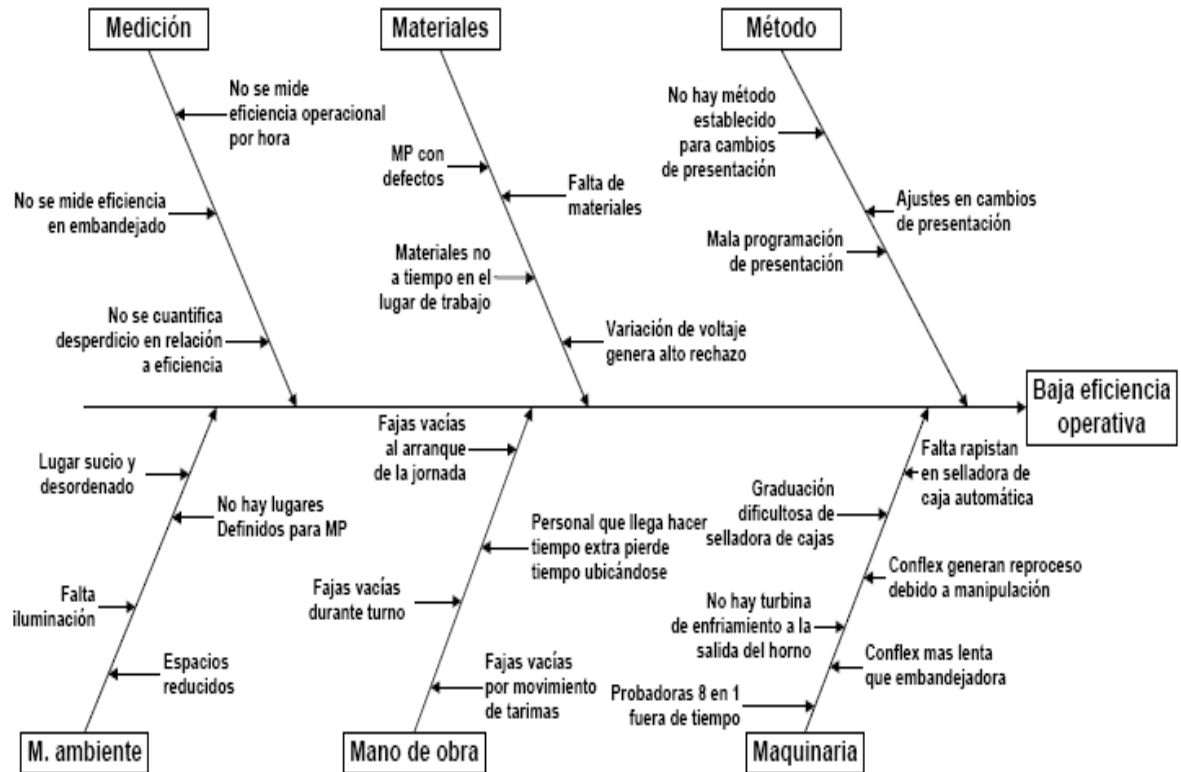 Medición
Materiales
Método
No se mide
eficiencia operacional
por hora
No se mide eficiencia
en embandejado
No se cuantifica
desperdicio en relación
a eficiencia
MP con
defectos
Falta de
materiales
Materiales no
a tiempo en el
lugar de trabajo
Variación de voltaje
genera alto rechazo
No hay método
establecido
para cambios
de presentación
Ajustes en cambios
de presentación
Mala programación
de presentación
Baja eficiencia
operativa
Lugar sucio y
desordenado
No hay lugares
Definidos para MP
Falta
iluminación
Espacios
reducidos
Fajas vacías
al arranque
de la jornada
Personal que llega hacer
tiempo extra pierde
tiempo ubicándose
Fajas vacías
durante turno
Fajas vacías
por movimiento
de tarimas
Falta rapistan
en selladora de
caja automática
Graduación
dificultosa de
selladora de cajas
Conflex generan reproceso
debido a manipulación
No hay turbina
de enfriamiento a la
salida del horno
Conflex mas lenta
que embandejadora
Probadoras 8 en 1
fuera de tiempo
M. ambiente
Mano de obra
Maquinaria